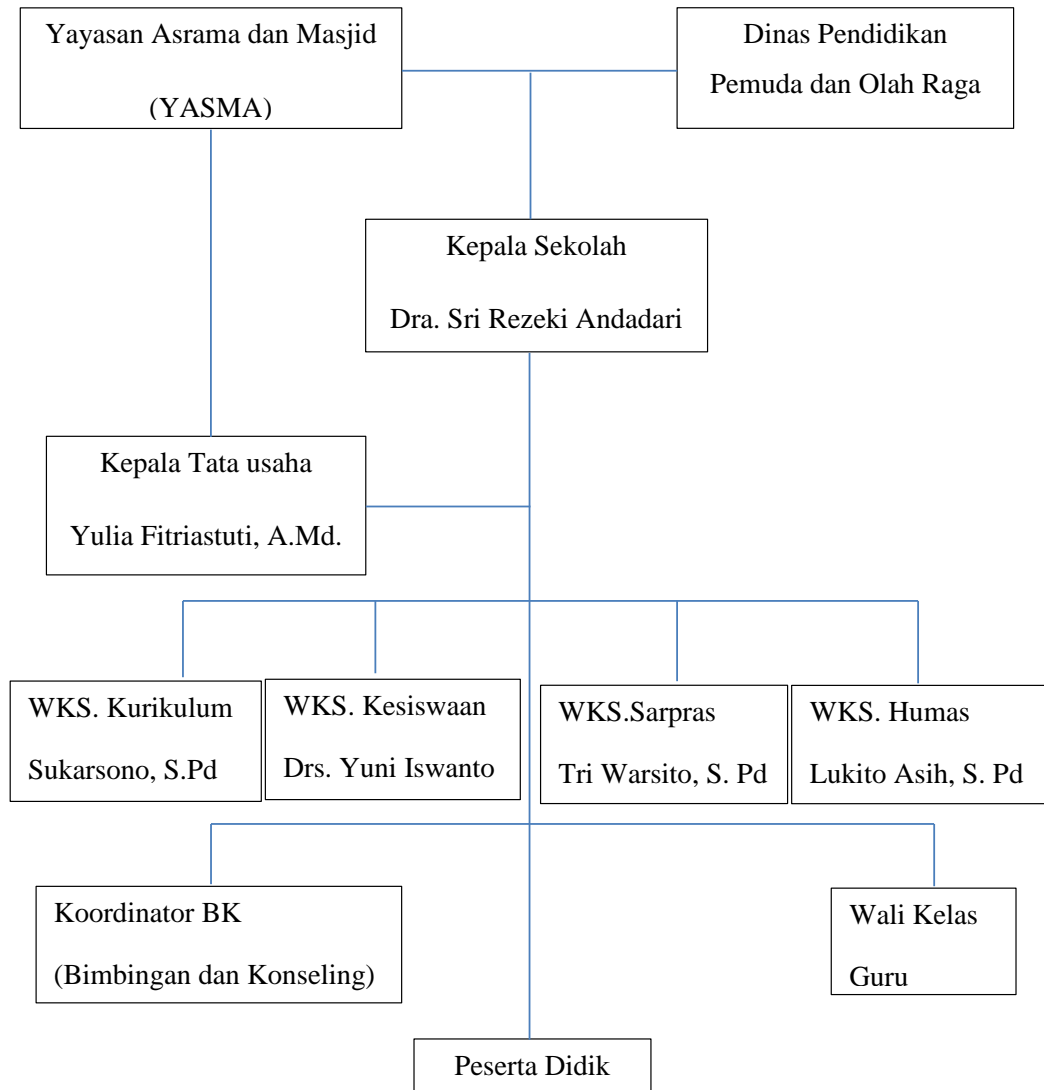 Yayasan Asrama dan Masjid
(YASMA)
Dinas Pendidikan
Pemuda dan Olah Raga
Kepala Sekolah
Dra. Sri Rezeki Andadari
Kepala Tata usaha
Yulia Fitriastuti, A.Md.
WKS. Kurikulum
Sukarsono, S.Pd
WKS. Kesiswaan
Drs. Yuni Iswanto
WKS.Sarpras
Tri Warsito, S. Pd
WKS. Humas
Lukito Asih, S. Pd
Koordinator BK
(Bimbingan dan Konseling)
Wali Kelas
Guru
Peserta Didik